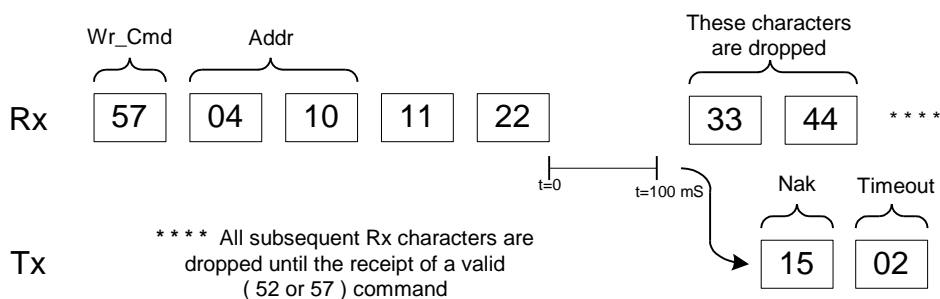 These characters
are dropped
Wr_Cmd Addr
Rx 57 04 10 11 22 33 44 * * * *
t=0 t=100 mS
Nak Timeout
* * * * All subsequent Rx characters are
dropped until the receipt of a valid
( 52 or 57 ) command
Tx 15 02